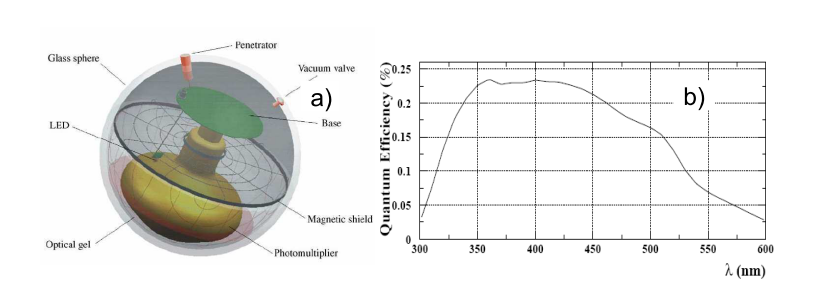 Penetrator
Glass sphere
Vacuum valve
a)
LED
Base
Magnetic shield
Optical gel
Photomultiplier
Quantum Efficiency (%)
0.25
0.2
0.15
0.1
0.05
0
b)
300 350 400 450 500 550 600
λ (nm)